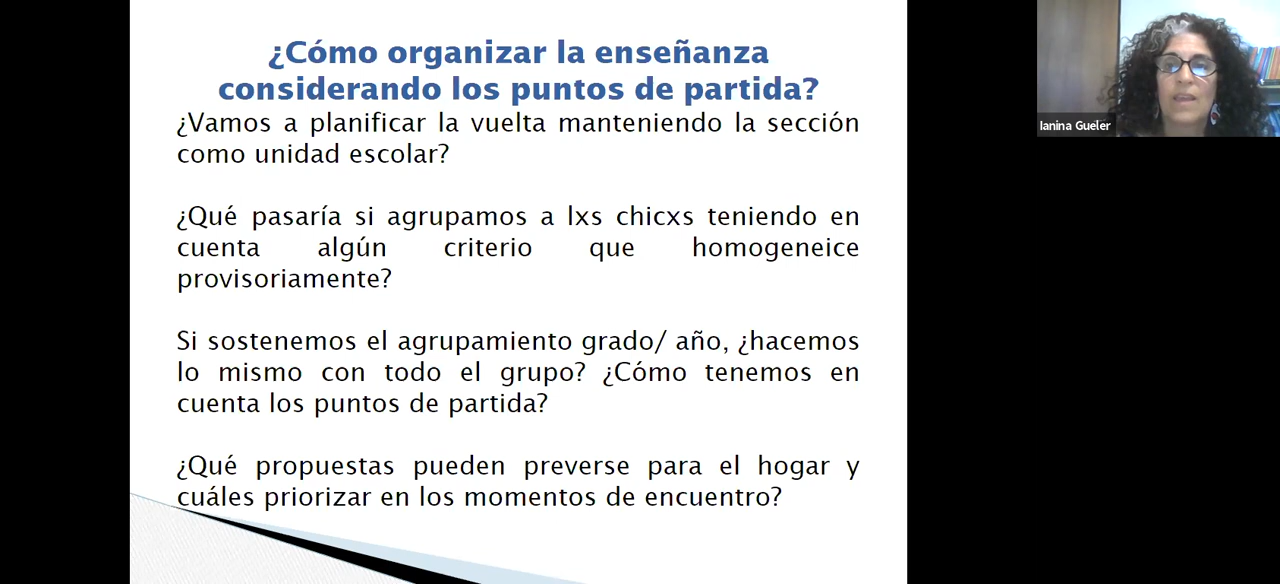 ¿Cómo organizar la enseñanza
considerando los puntos de partida?
¿Vamos a planificar la vuelta manteniendo la sección
como unidad escolar?
¿Qué pasaría si agrupamos a lxs chicxs teniendo en
cuenta algún criterio que homogeneice
provisoriamente?
Si sostenemos el agrupamiento grado/ año, ¿hacemos
lo mismo con todo el grupo? ¿Cómo tenemos en
cuenta los puntos de partida?
¿Qué propuestas pueden preverse para el hogar y
cuáles priorizar en los momentos de encuentro?
Ianina Gueler